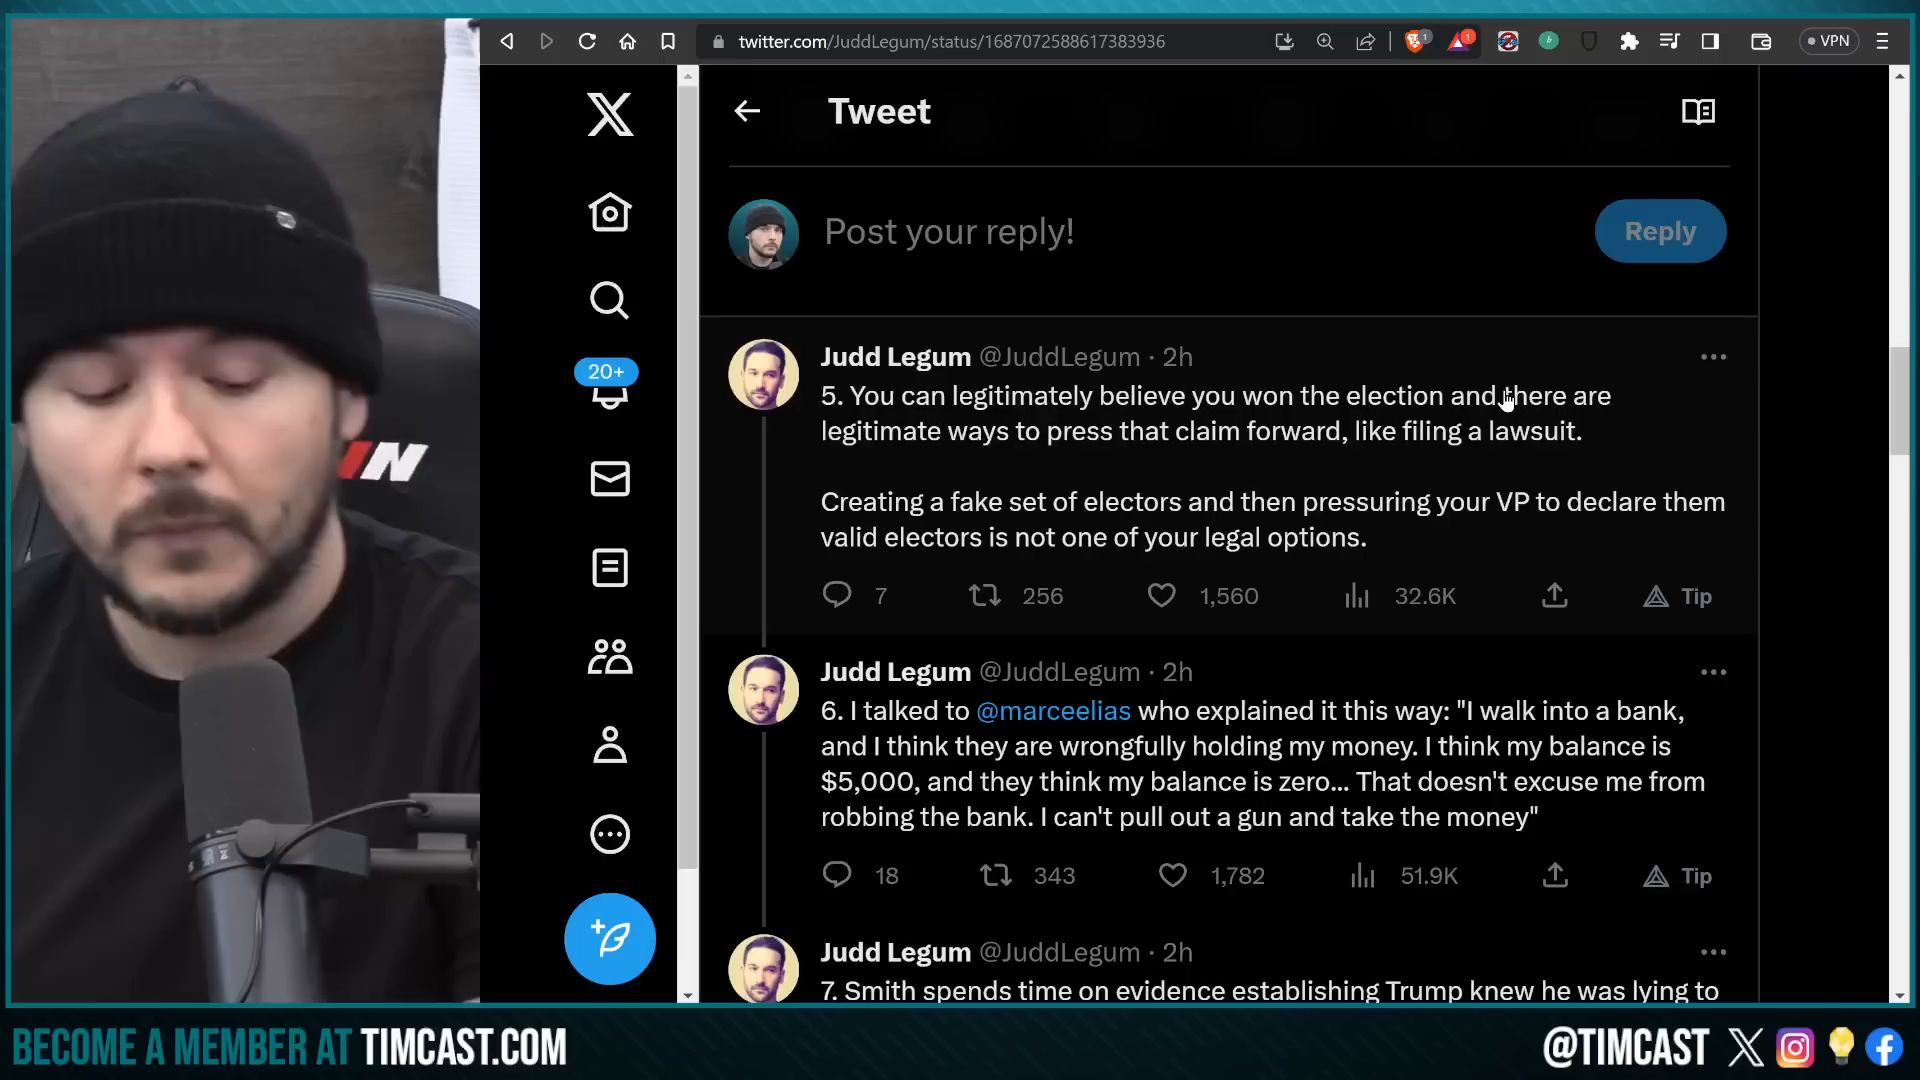 twitter.com/JuddLegum/status/1687072588617383936
1
1
VPN
Tweet
Post your reply!
Reply
20+
Judd Legum @JuddLegum · 2h
5. You can legitimately believe you won the election and there are
legitimate ways to press that claim forward, like filing a lawsuit.
Creating a fake set of electors and then pressuring your VP to declare them
valid electors is not one of your legal options.
7 256 1,560 32.6K Tip
Judd Legum @JuddLegum · 2h
6. I talked to @marceelias who explained it this way: "I walk into a bank,
and I think they are wrongfully holding my money. I think my balance is
$5,000, and they think my balance is zero... That doesn't excuse me from
robbing the bank. I can't pull out a gun and take the money"
18 343 1,782 51.9K Tip
Judd Legum @JuddLegum · 2h
7. Smith spends time on evidence establishing Trump knew he was lying to
BECOME A MEMBER AT TIMCAST.COM
@TIMCAST